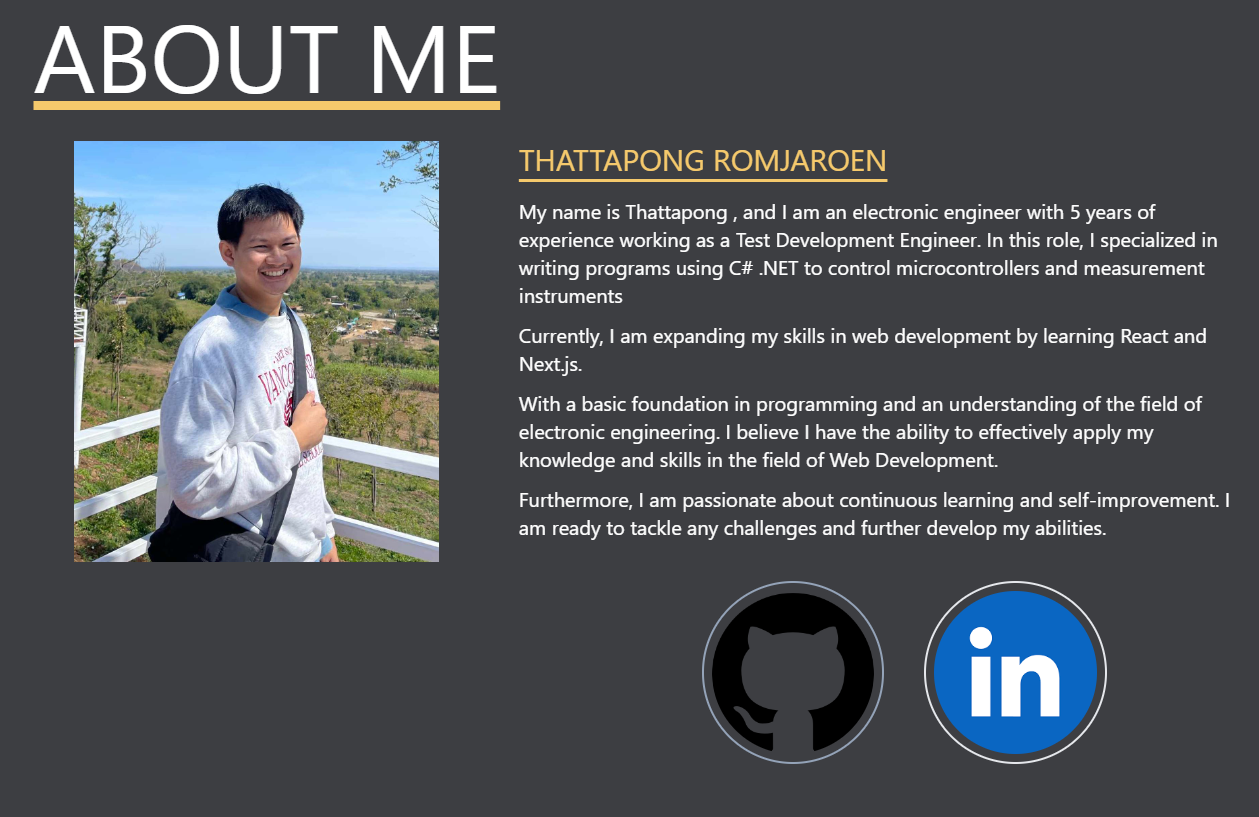 ABOUT ME
THATTAPONG ROMJAROEN
My name is Thattapong , and I am an electronic engineer with 5 years of
experience working as a Test Development Engineer. In this role, I specialized in
writing programs using C# .NET to control microcontrollers and measurement
instruments
Currently, I am expanding my skills in web development by learning React and
Next.js.
With a basic foundation in programming and an understanding of the field of
electronic engineering. I believe I have the ability to effectively apply my
knowledge and skills in the field of Web Development.
Furthermore, I am passionate about continuous learning and self-improvement. I
am ready to tackle any challenges and further develop my abilities.
in